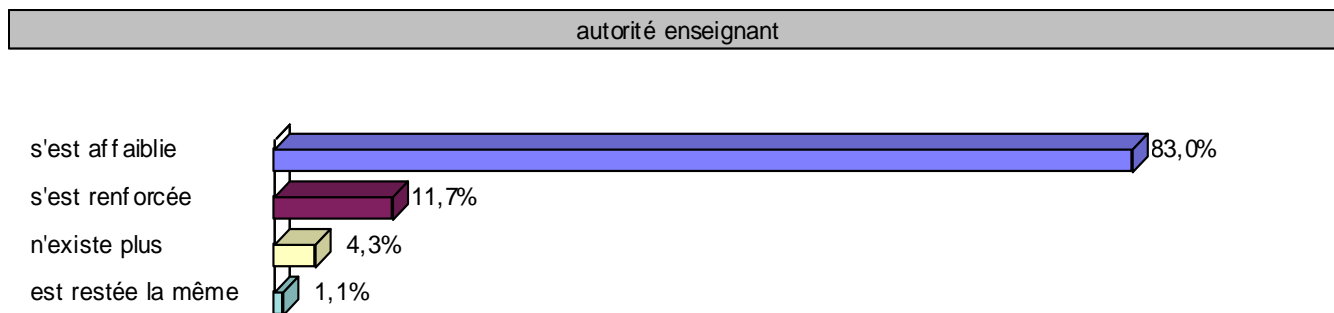 autorité enseignant
s'est affaiblie 83,0%
s'est renforcée 11,7%
n'existe plus 4,3%
est restée la même 1,1%